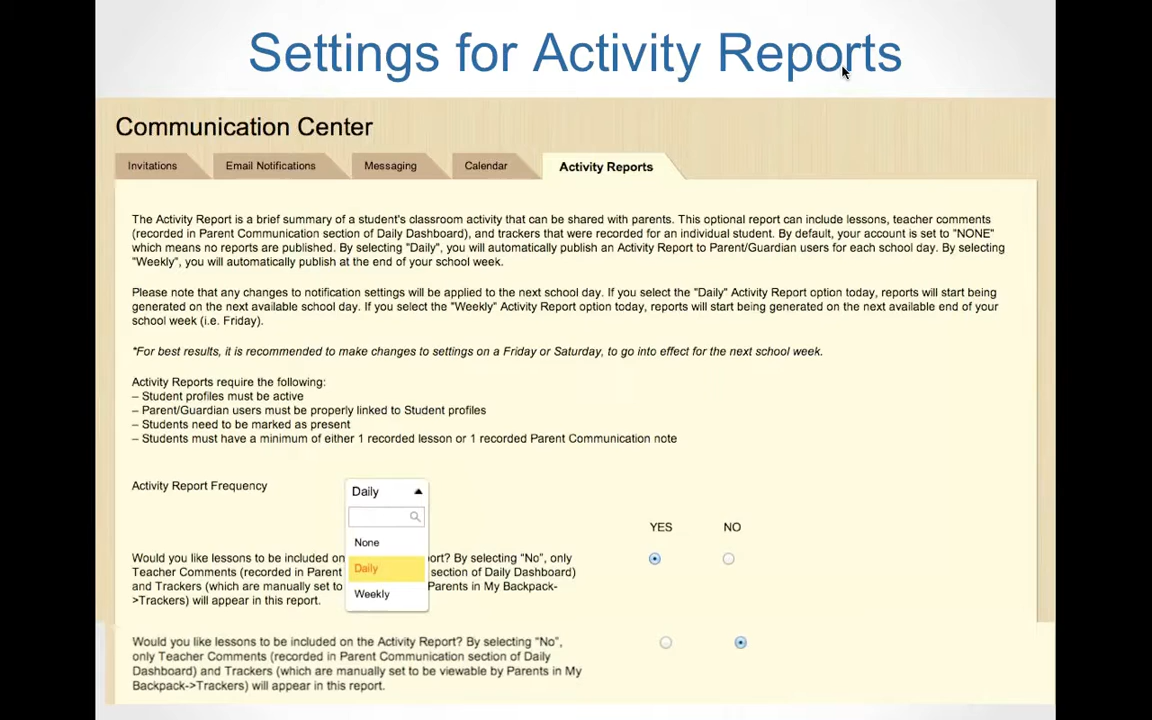 Settings for Activity Reports
Communication Center
Invitations
Email Notifications
Messaging
Calendar
Activity Reports
The Activity Report is a brief summary of a student's classroom activity that can be shared with parents. This optional report can include lessons, teacher comments
(recorded in Parent Communication section of Daily Dashboard), and trackers that were recorded for an individual student. By default, your account is set to "NONE"
which means no reports are published. By selecting "Daily", you will automatically publish an Activity Report to Parent/Guardian users for each school day. By selecting
"Weekly", you will automatically publish at the end of your school week.
Please note that any changes to notification settings will be applied to the next school day. If you select the "Daily" Activity Report option today, reports will start being
generated on the next available school day. If you select the "Weekly" Activity Report option today, reports will start being generated on the next available end of your
school week (i.e. Friday).
*For best results, it is recommended to make changes to settings on a Friday or Saturday, to go into effect for the next school week.
Activity Reports require the following:
– Student profiles must be active
– Parent/Guardian users must be properly linked to Student profiles
– Students need to be marked as present
– Students must have a minimum of either 1 recorded lesson or 1 recorded Parent Communication note
Activity Report Frequency
Daily
None
Daily
Weekly
YES NO
Would you like lessons to be included on ort? By selecting "No", only
Teacher Comments (recorded in Parent section of Daily Dashboard)
and Trackers (which are manually set to Parents in My Backpack-
->Trackers) will appear in this report.
Would you like lessons to be included on the Activity Report? By selecting "No",
only Teacher Comments (recorded in Parent Communication section of Daily
Dashboard) and Trackers (which are manually set to be viewable by Parents in My
Backpack->Trackers) will appear in this report.